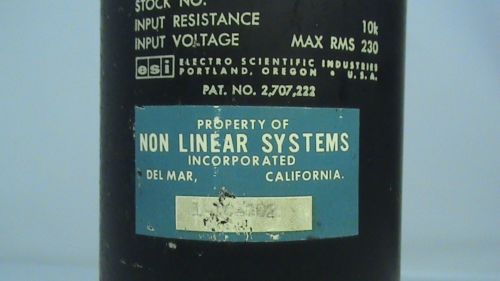 STOCK NO.
INPUT RESISTANCE 10k
INPUT VOLTAGE MAX RMS 230
esi ELECTRO SCIENTIFIC INDUSTRIES
PORTLAND, OREGON • U.S.A.
PAT. NO. 2,707,222
PROPERTY OF
NON LINEAR SYSTEMS
INCORPORATED
DEL MAR, CALIFORNIA.